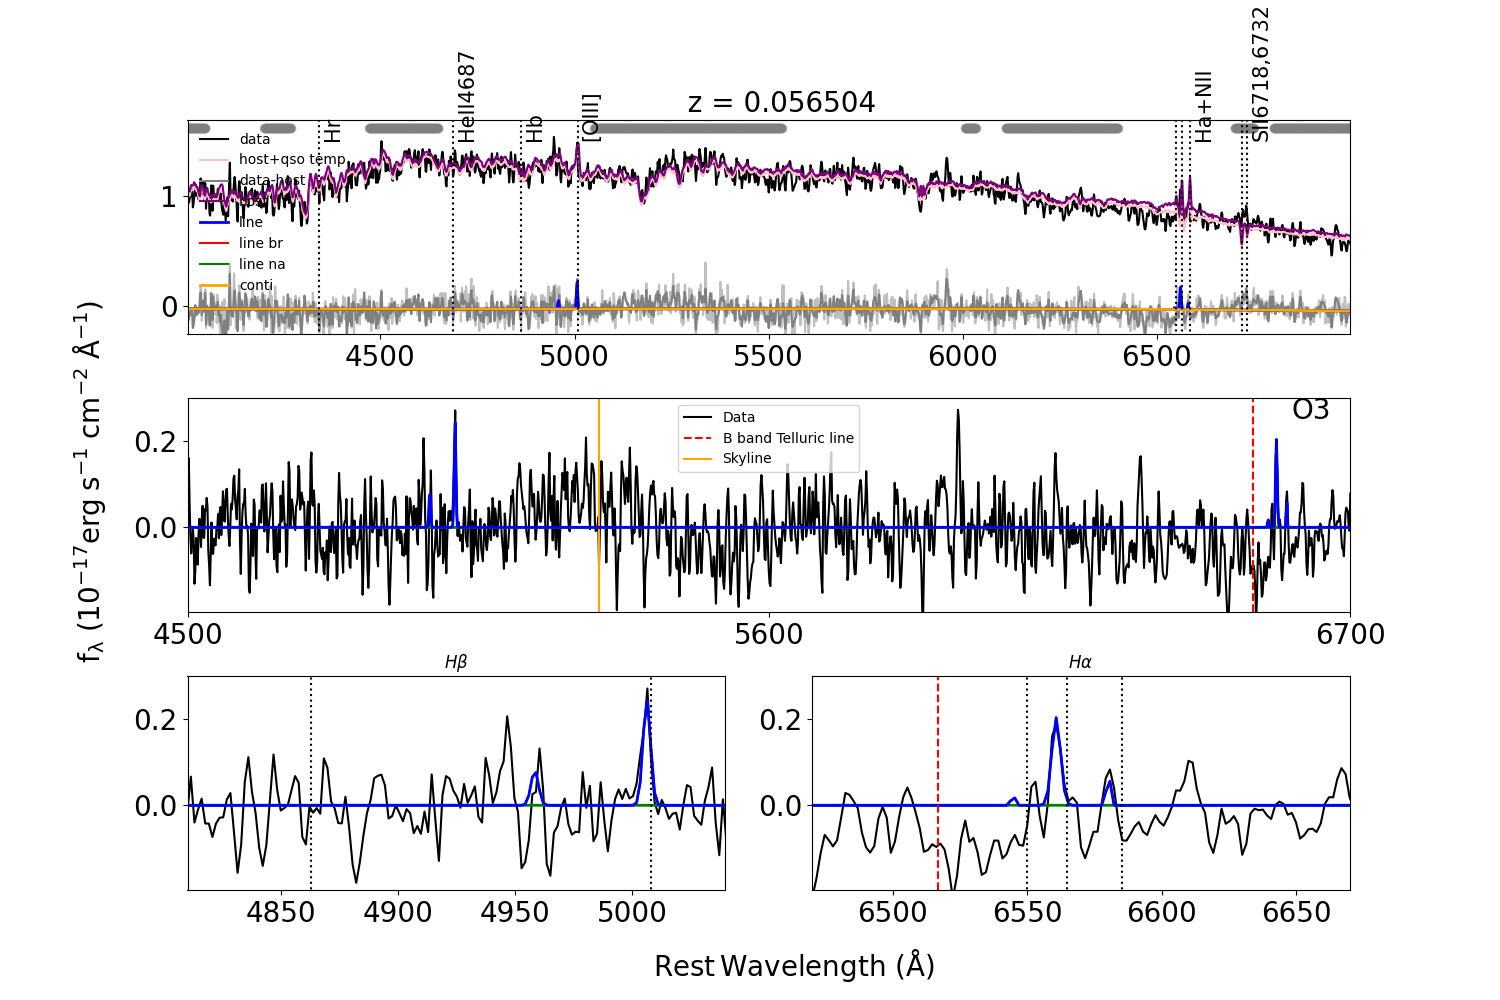 z = 0.056504
Hr
HeII4687
Hb
[OIII]
Ha+NII
SII6718,6732
data
host+qso temp
data-host
line
line br
line na
conti
1
0
4500 5000 5500 6000 6500
fλ (10−17erg s−1 cm−2 Å−1)
O3
Data
B band Telluric line
Skyline
0.2
0.0
4500 5600 6700
Hβ
0.2
0.0
4850 4900 4950 5000
Hα
0.2
0.0
6500 6550 6600 6650
Rest Wavelength (Å)